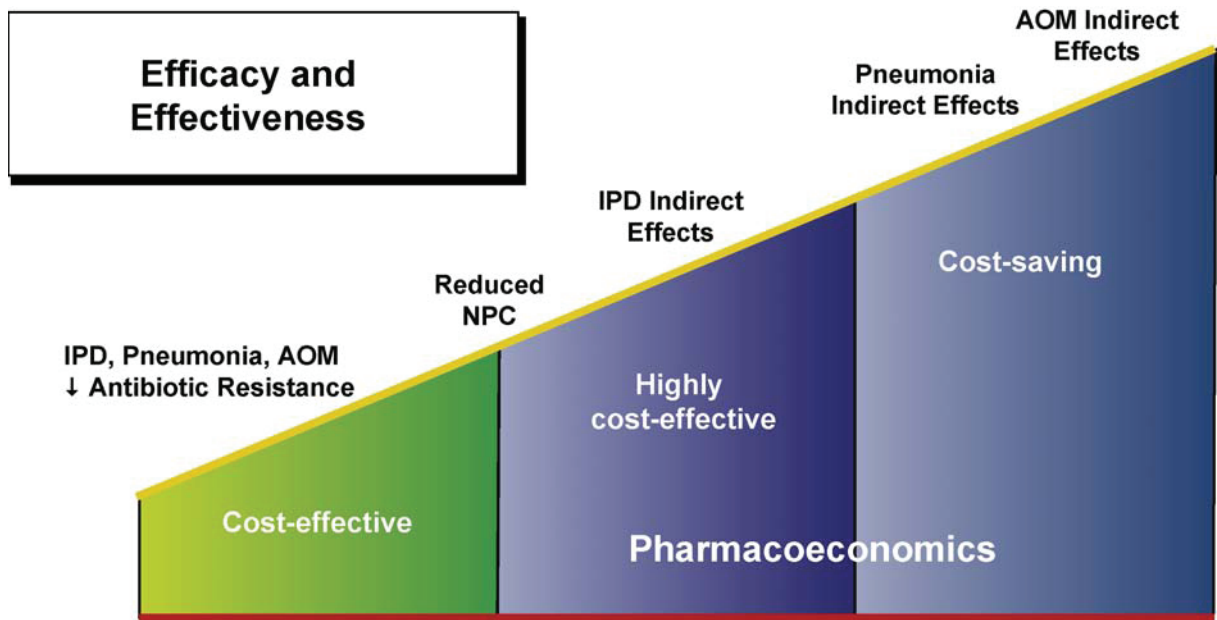 Efficacy and
Effectiveness
AOM Indirect
Effects
Pneumonia
Indirect Effects
IPD Indirect
Effects
Reduced
NPC
IPD, Pneumonia, AOM
↓ Antibiotic Resistance
Cost-saving
Highly
cost-effective
Cost-effective
Pharmacoeconomics